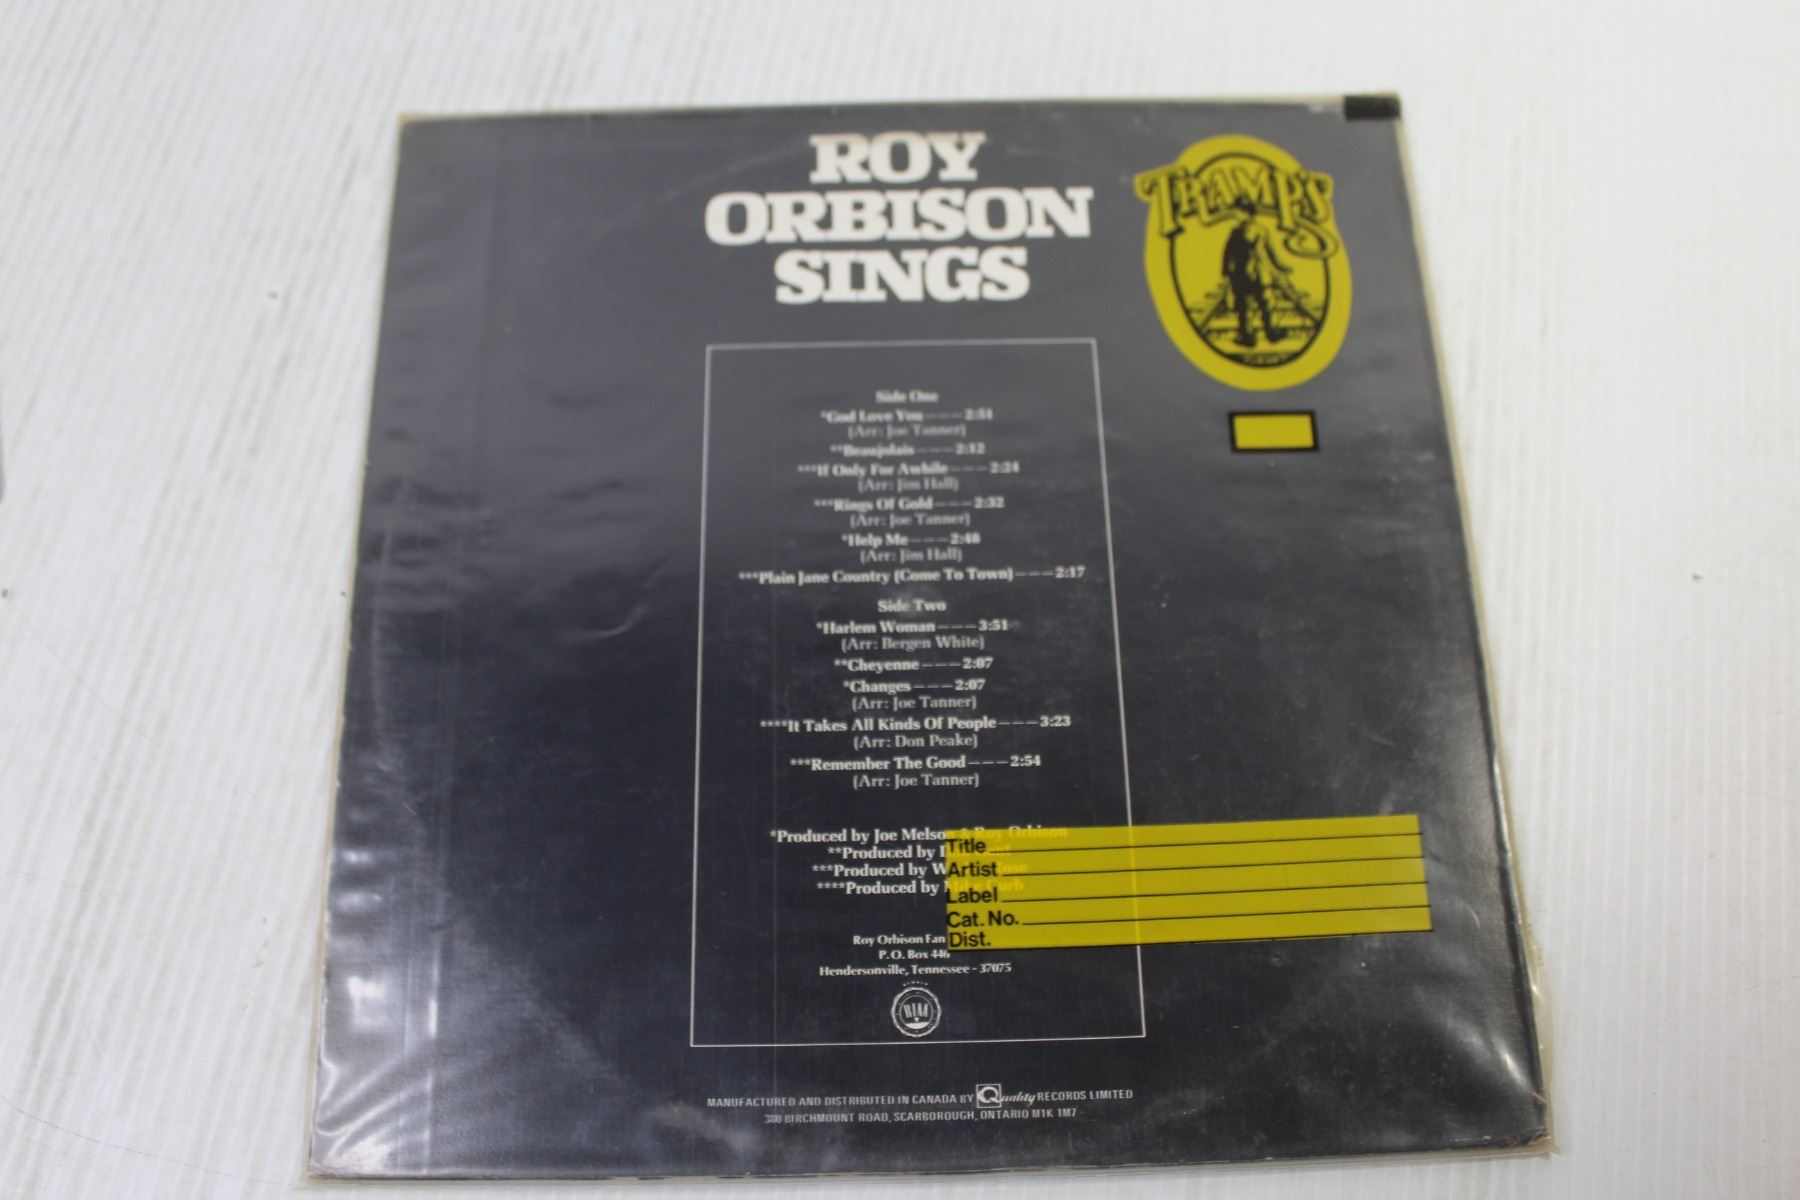 ROY
ORBISON
SINGS
TRAMPS
Side One
*God Love You———2:51
(Arr: Joe Tanner)
**Beaujolais———2:12
***If Only For Awhile———2:24
(Arr: Jim Hall)
***Rings Of Gold———2:32
(Arr: Joe Tanner)
*Help Me———2:48
(Arr: Jim Hall)
***Plain Jane Country (Come To Town)———2:17
Side Two
*Harlem Woman———3:51
(Arr: Bergen White)
**Cheyenne———2:07
*Changes———2:07
(Arr: Joe Tanner)
****It Takes All Kinds Of People———3:23
(Arr: Don Peake)
***Remember The Good———2:54
(Arr: Joe Tanner)
*Produced by Joe Melson & Roy Orbison
**Produced by
***Produced by
****Produced by Mike Curb
Title
Artist
Label
Cat. No.
Dist.
Roy Orbison Fan
P.O. Box 446
Hendersonville, Tennessee - 37075
MANUFACTURED AND DISTRIBUTED IN CANADA BY Quality RECORDS LIMITED
380 BIRCHMOUNT ROAD, SCARBOROUGH, ONTARIO M1K 1M7